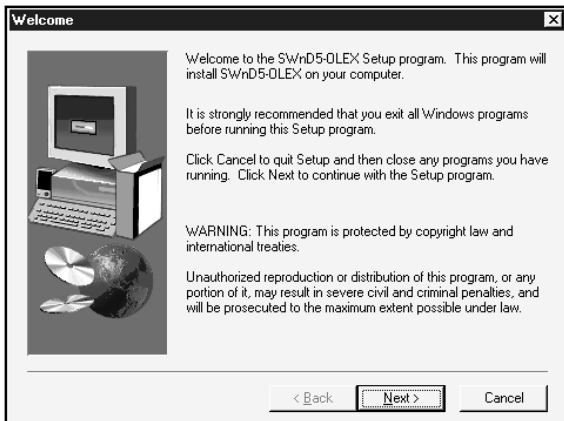 Welcome
Welcome to the SWnD5-OLEX Setup program. This program will
install SWnD5-OLEX on your computer.
It is strongly recommended that you exit all Windows programs
before running this Setup program.
Click Cancel to quit Setup and then close any programs you have
running. Click Next to continue with the Setup program.
WARNING: This program is protected by copyright law and
international treaties.
Unauthorized reproduction or distribution of this program, or any
portion of it, may result in severe civil and criminal penalties, and
will be prosecuted to the maximum extent possible under law.
< Back Next > Cancel